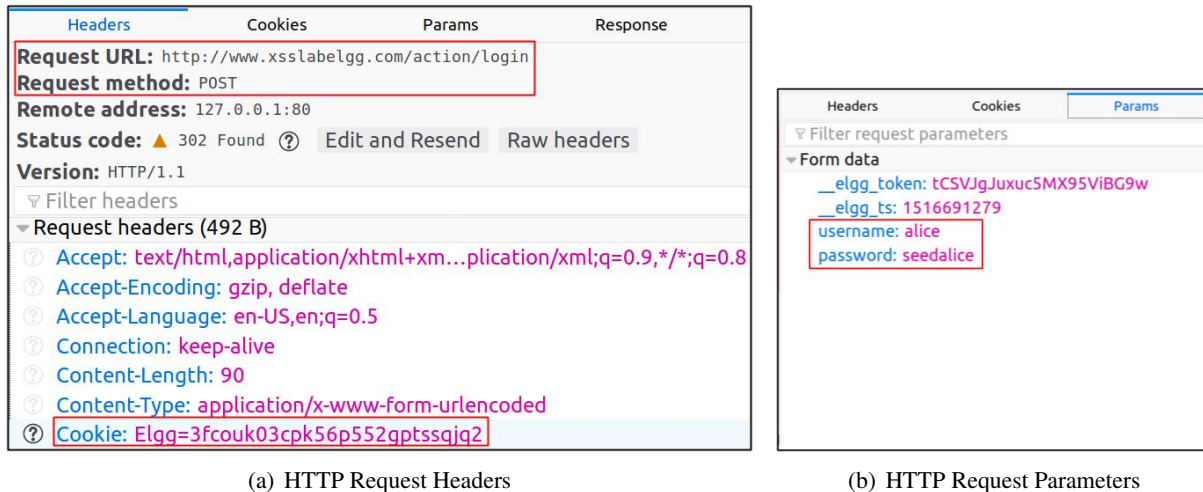 Headers Cookies Params Response
Request URL: http://www.xsslabelgg.com/action/login
Request method: POST
Remote address: 127.0.0.1:80
Status code: ▲ 302 Found ? Edit and Resend Raw headers
Version: HTTP/1.1
Filter headers
Request headers (492 B)
? Accept: text/html,application/xhtml+xm…plication/xml;q=0.9,*/*;q=0.8
? Accept-Encoding: gzip, deflate
? Accept-Language: en-US,en;q=0.5
? Connection: keep-alive
? Content-Length: 90
? Content-Type: application/x-www-form-urlencoded
? Cookie: Elgg=3fcouk03cpk56p552gptssqjq2
(a) HTTP Request Headers
Headers Cookies Params
Filter request parameters
Form data
__elgg_token: tCSVJgJuxuc5MX95ViBG9w
__elgg_ts: 1516691279
username: alice
password: seedalice
(b) HTTP Request Parameters